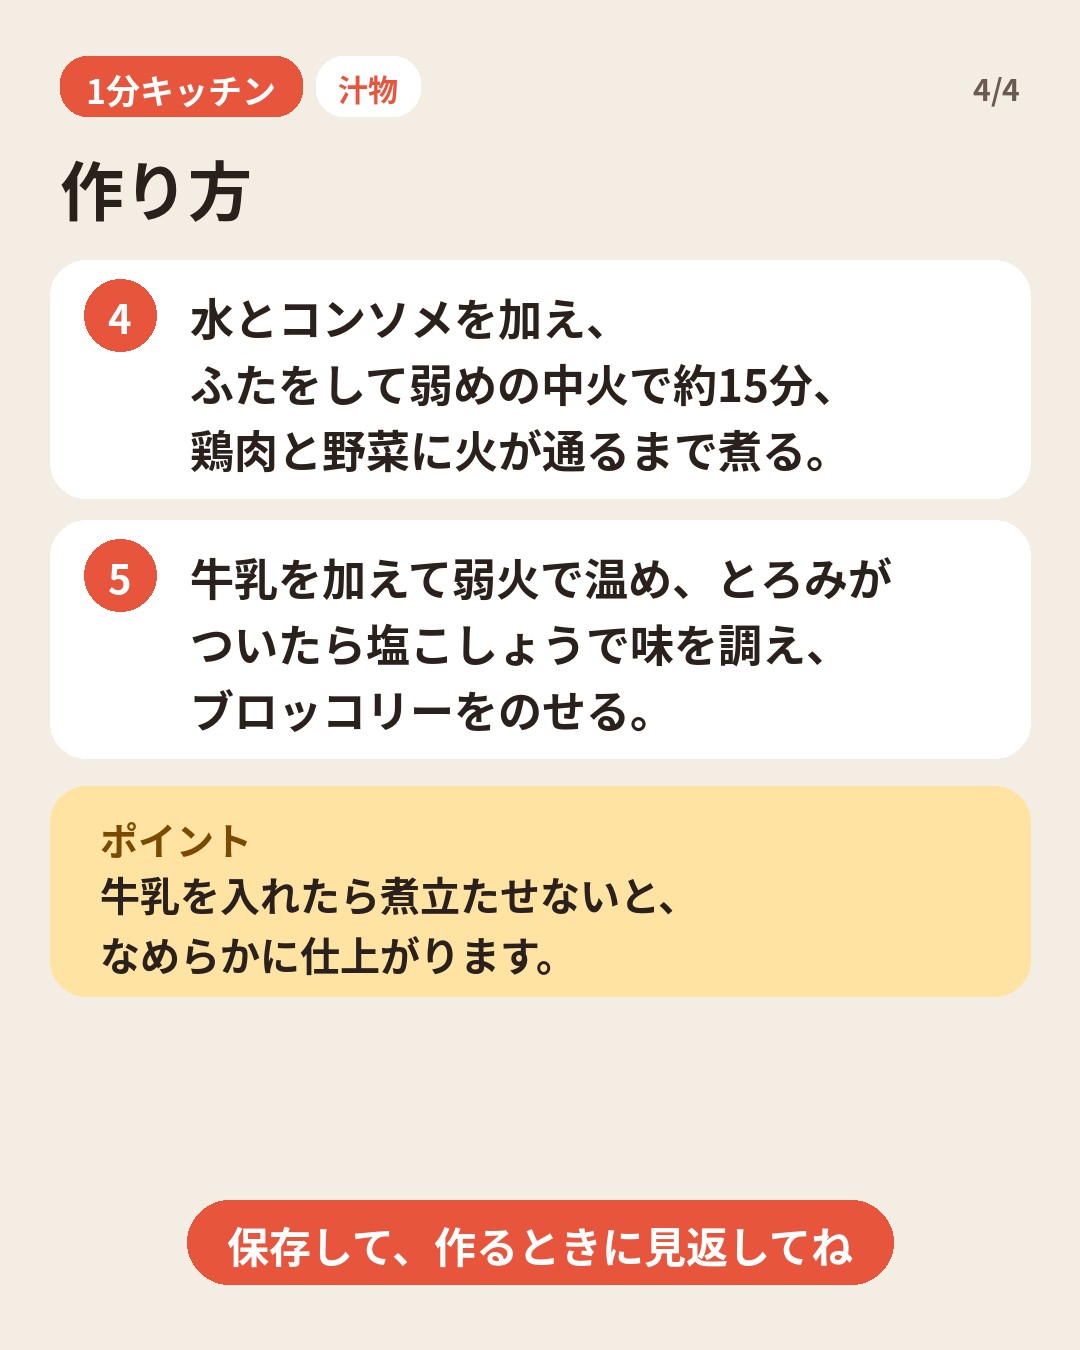 1分キッチン 汁物 4/4
作り方
4 水とコンソメを加え、
ふたをして弱めの中火で約15分、
鶏肉と野菜に火が通るまで煮る。
5 牛乳を加えて弱火で温め、とろみが
ついたら塩こしょうで味を調え、
ブロッコリーをのせる。
ポイント
牛乳を入れたら煮立たせないと、
なめらかに仕上がります。
保存して、作るときに見返してね